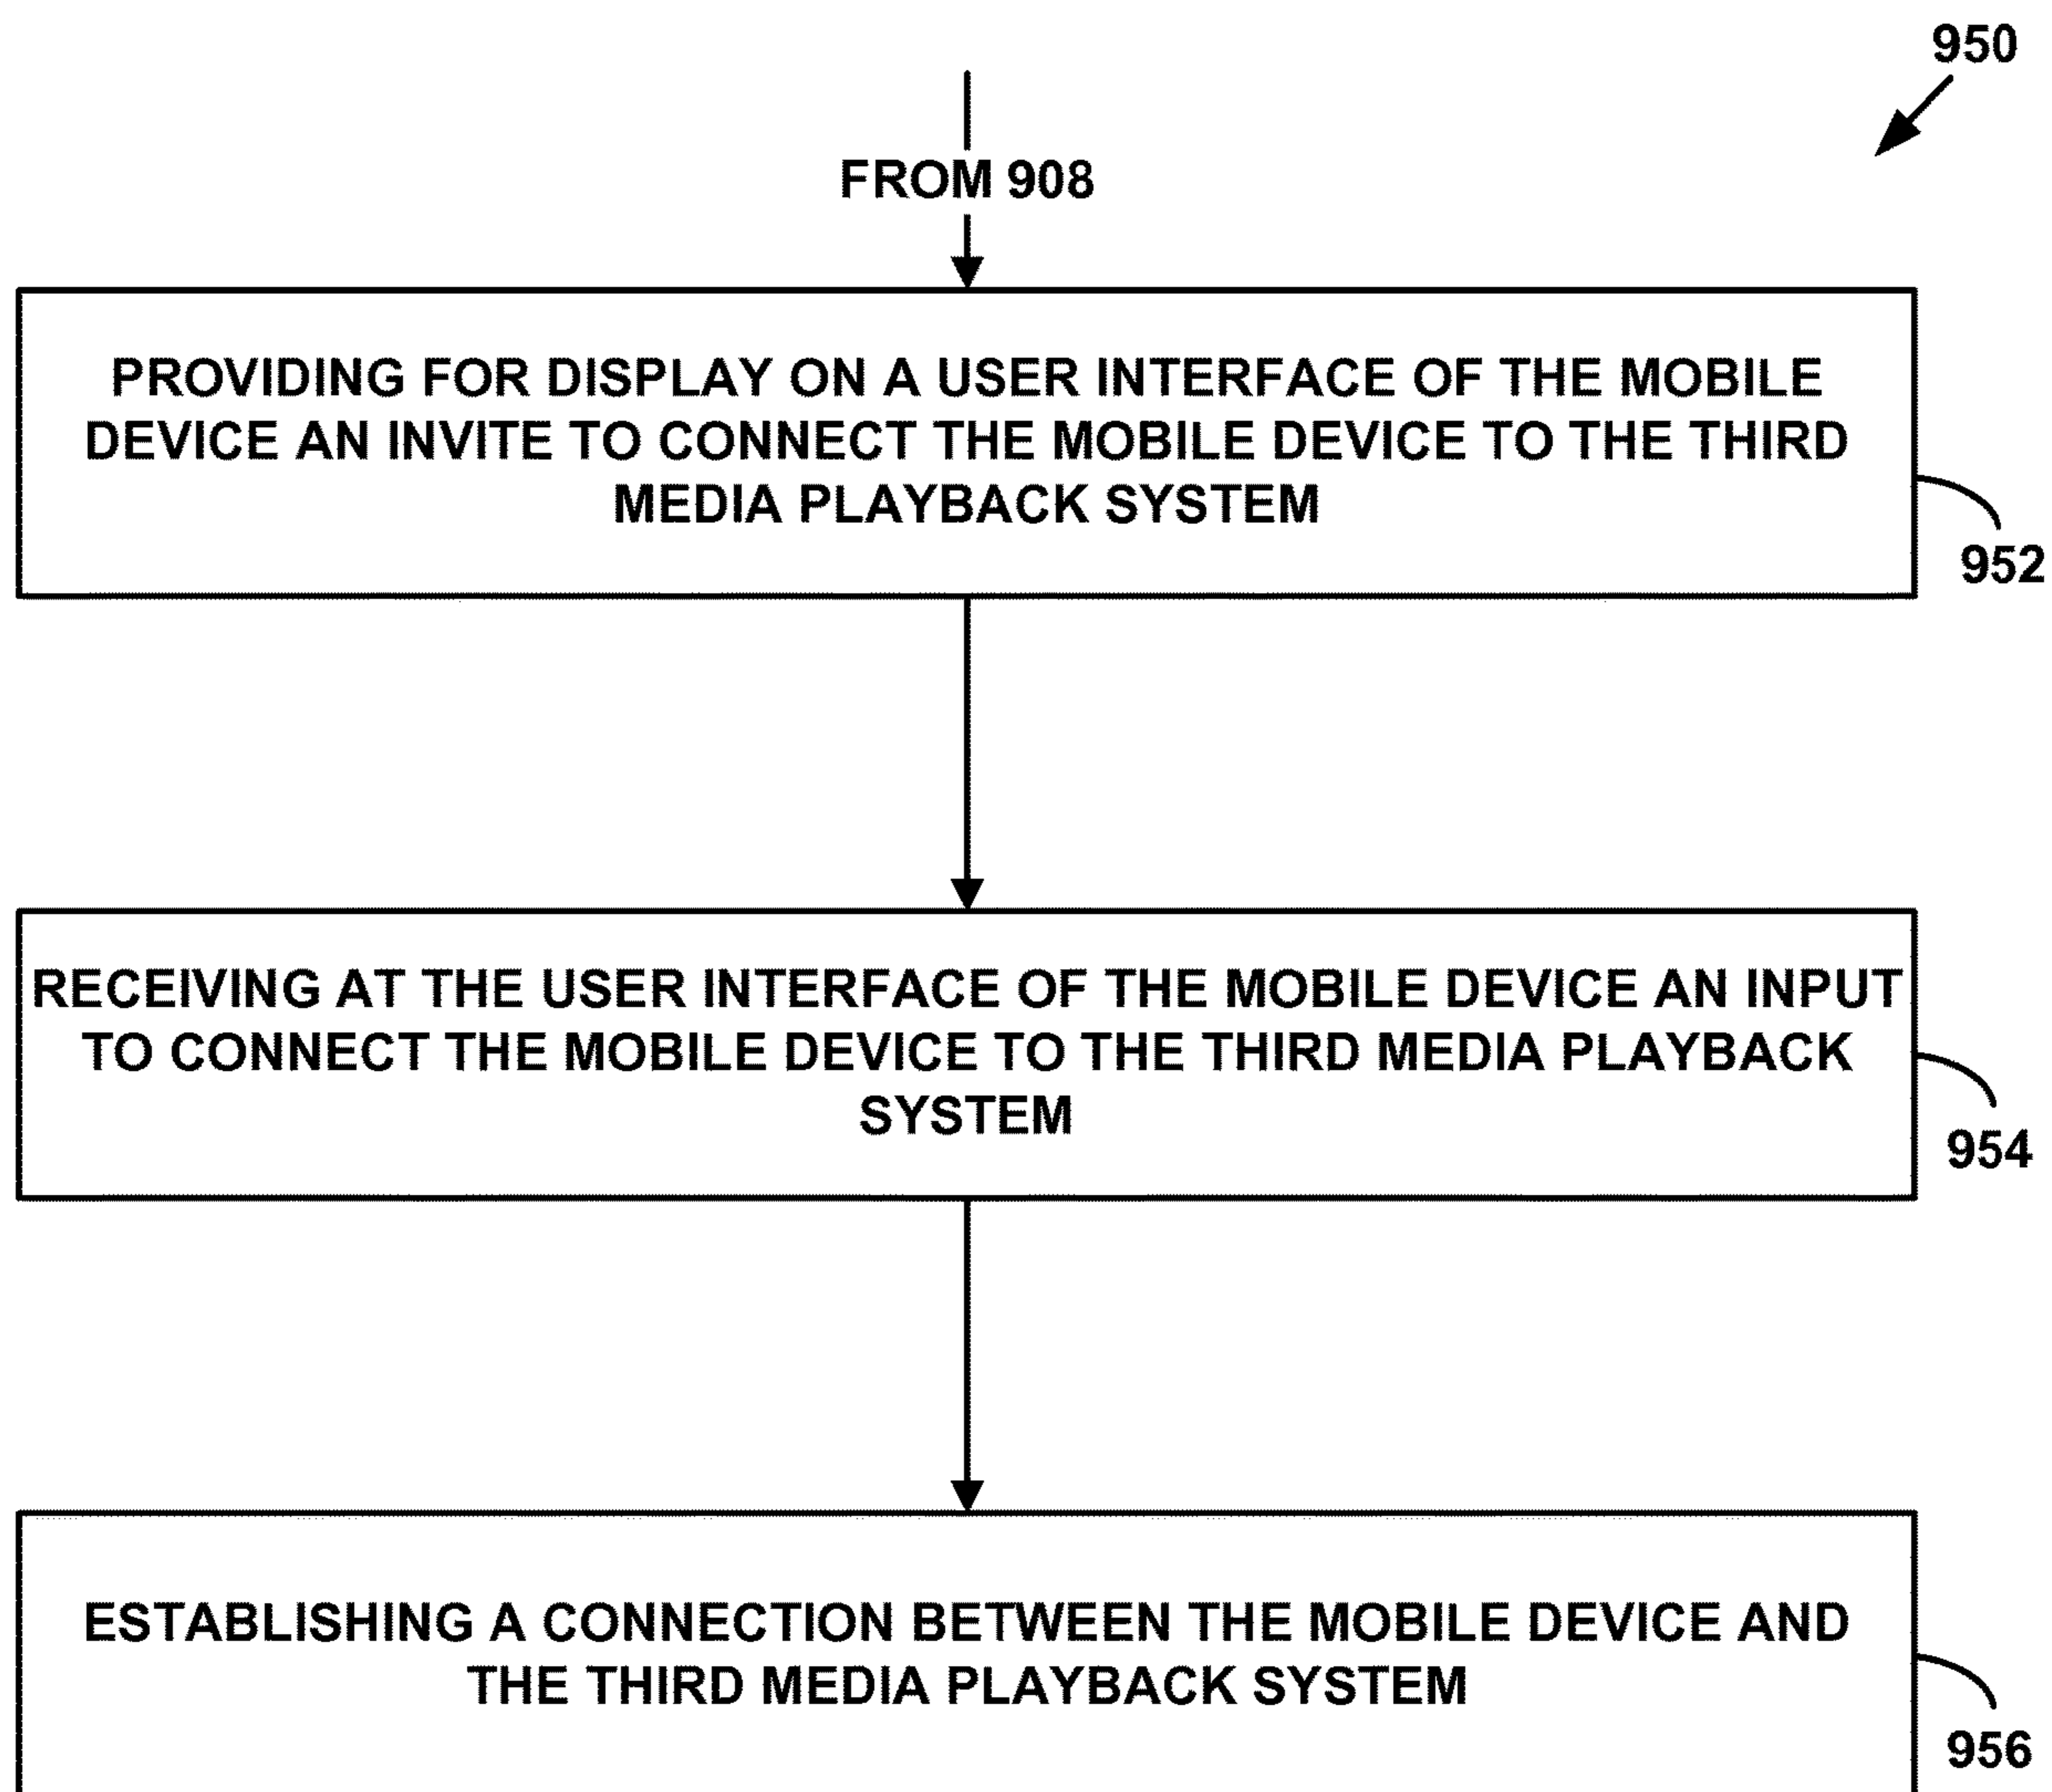 950
FROM 908
PROVIDING FOR DISPLAY ON A USER INTERFACE OF THE MOBILE
DEVICE AN INVITE TO CONNECT THE MOBILE DEVICE TO THE THIRD
MEDIA PLAYBACK SYSTEM
952
RECEIVING AT THE USER INTERFACE OF THE MOBILE DEVICE AN INPUT
TO CONNECT THE MOBILE DEVICE TO THE THIRD MEDIA PLAYBACK
SYSTEM
954
ESTABLISHING A CONNECTION BETWEEN THE MOBILE DEVICE AND
THE THIRD MEDIA PLAYBACK SYSTEM
956